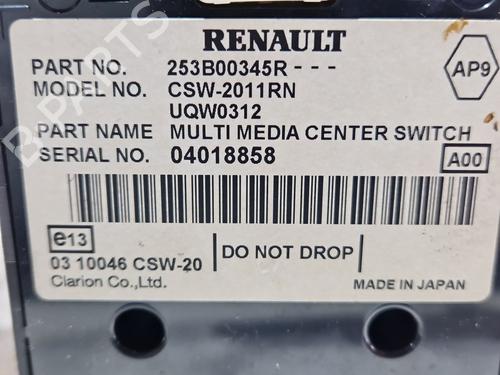 RENAULT
PART NO. 253B00345R - - -
AP9
MODEL NO. CSW-2011RN
UQW0312
PART NAME MULTI MEDIA CENTER SWITCH
SERIAL NO. 04018858
A00
e13
03 10046 CSW-20
DO NOT DROP
Clarion Co.,Ltd.
MADE IN JAPAN
B-PARTS